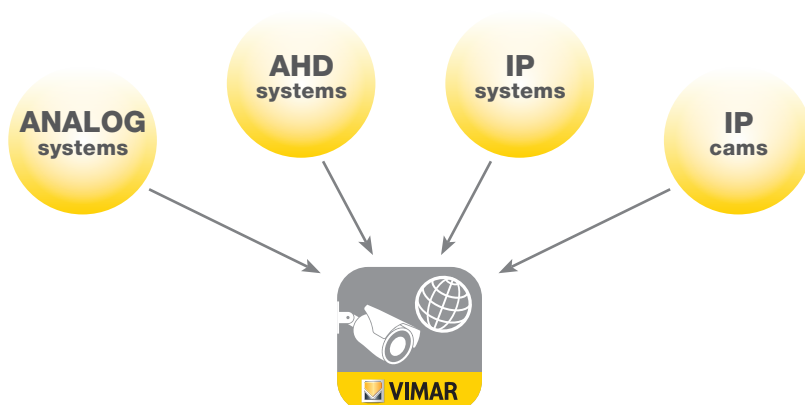 ANALOG
systems
AHD
systems
IP
systems
IP
cams
VIMAR